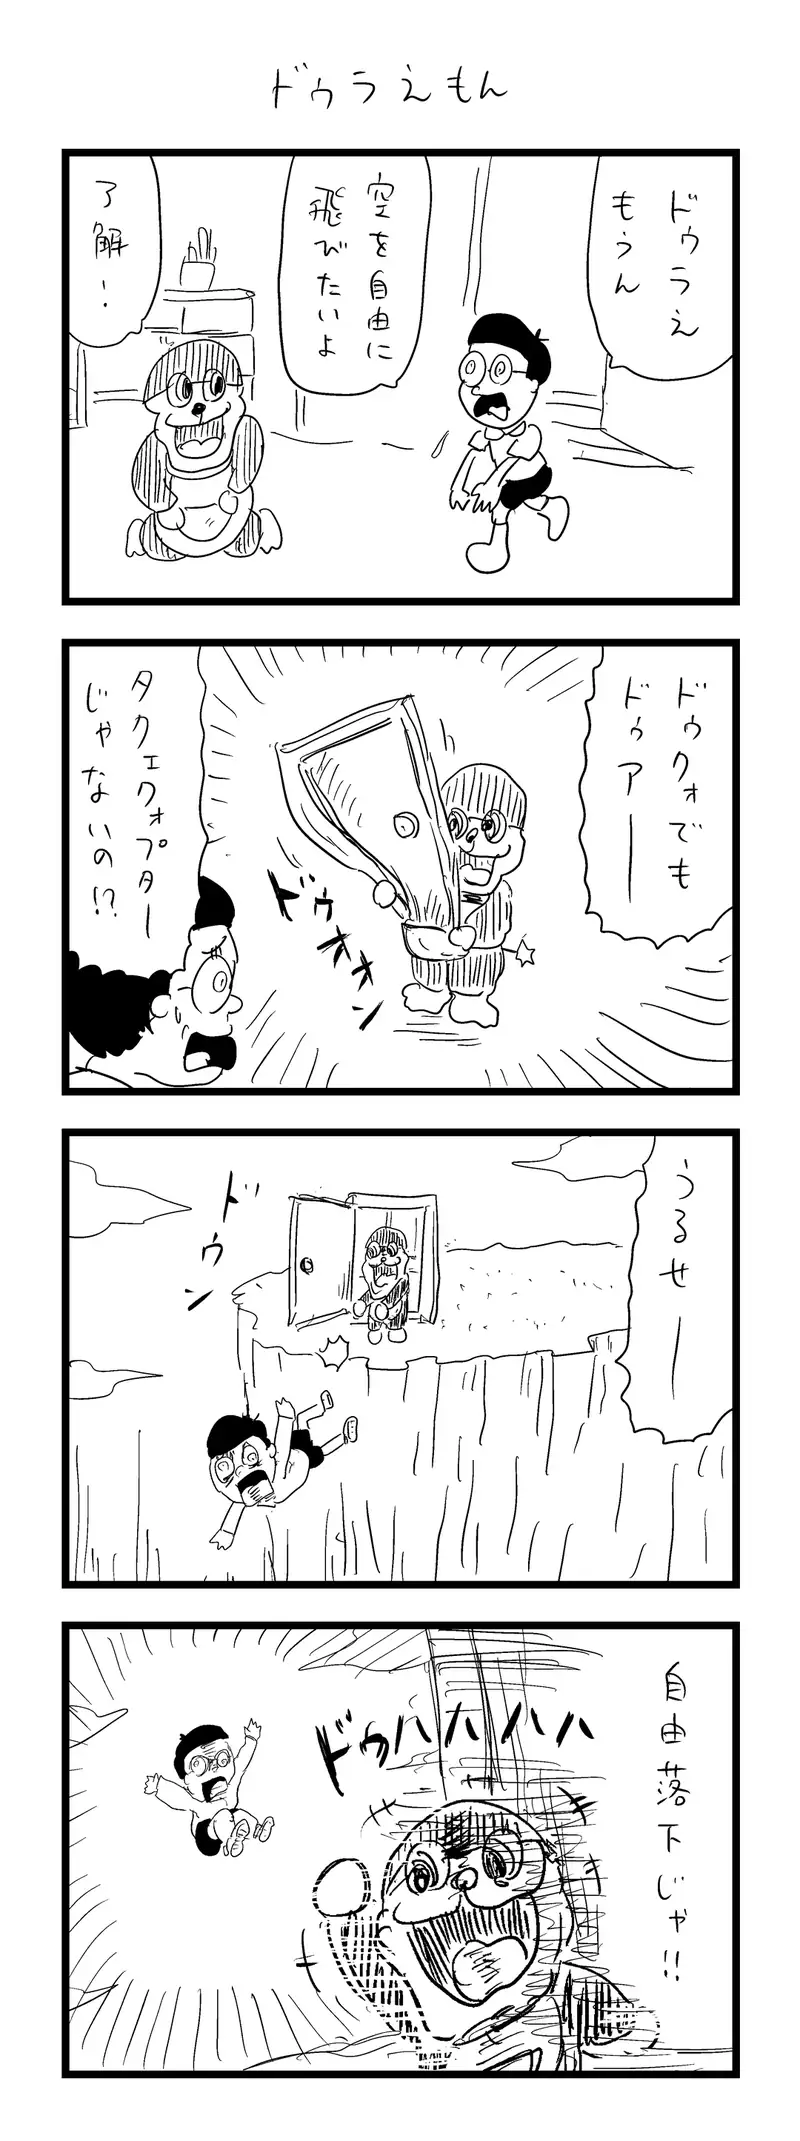 ドゥラえもん
ドゥラえ
もぅん
空を自由に
飛びたいよ
了解!
ドゥクォでも
ドゥアー
ドゥオオン
タクェクォプター
じゃないの!?
うるせー
ドゥン
自由落下じゃ!!
ドゥハハハハ